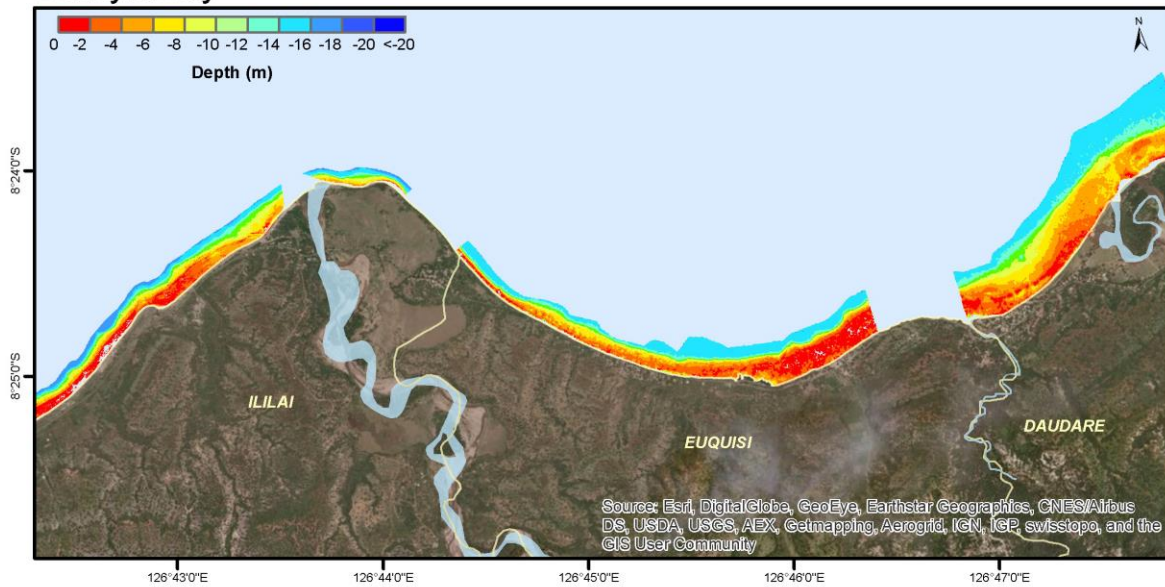 0 -2 -4 -6 -8 -10 -12 -14 -16 -18 -20 <-20
Depth (m)
N
8°24'0"S
8°25'0"S
ILILAI
EUQUISI
DAUDARE
Source: Esri, DigitalGlobe, GeoEye, Earthstar Geographics, CNES/Airbus
DS, USDA, USGS, AEX, Getmapping, Aerogrid, IGN, IGP, swisstopo, and the
GIS User Community
126°43'0"E 126°44'0"E 126°45'0"E 126°46'0"E 126°47'0"E